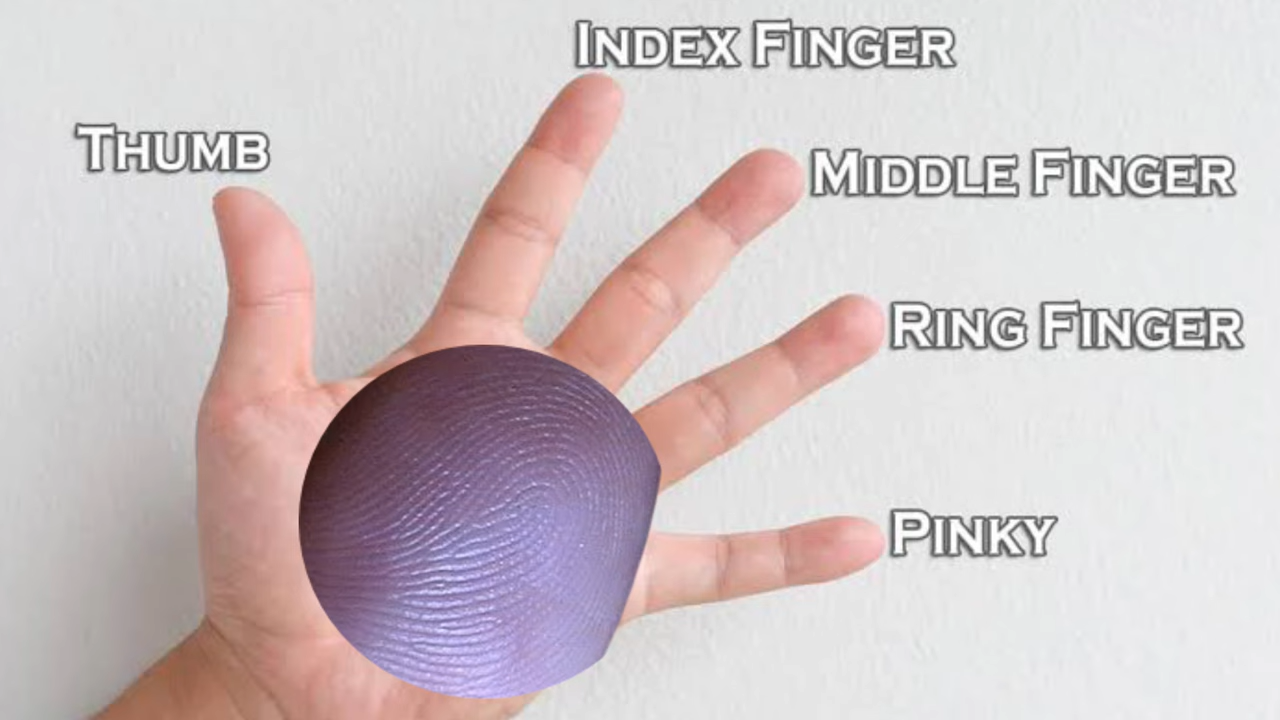 Index Finger
Thumb
Middle Finger
Ring Finger
Pinky